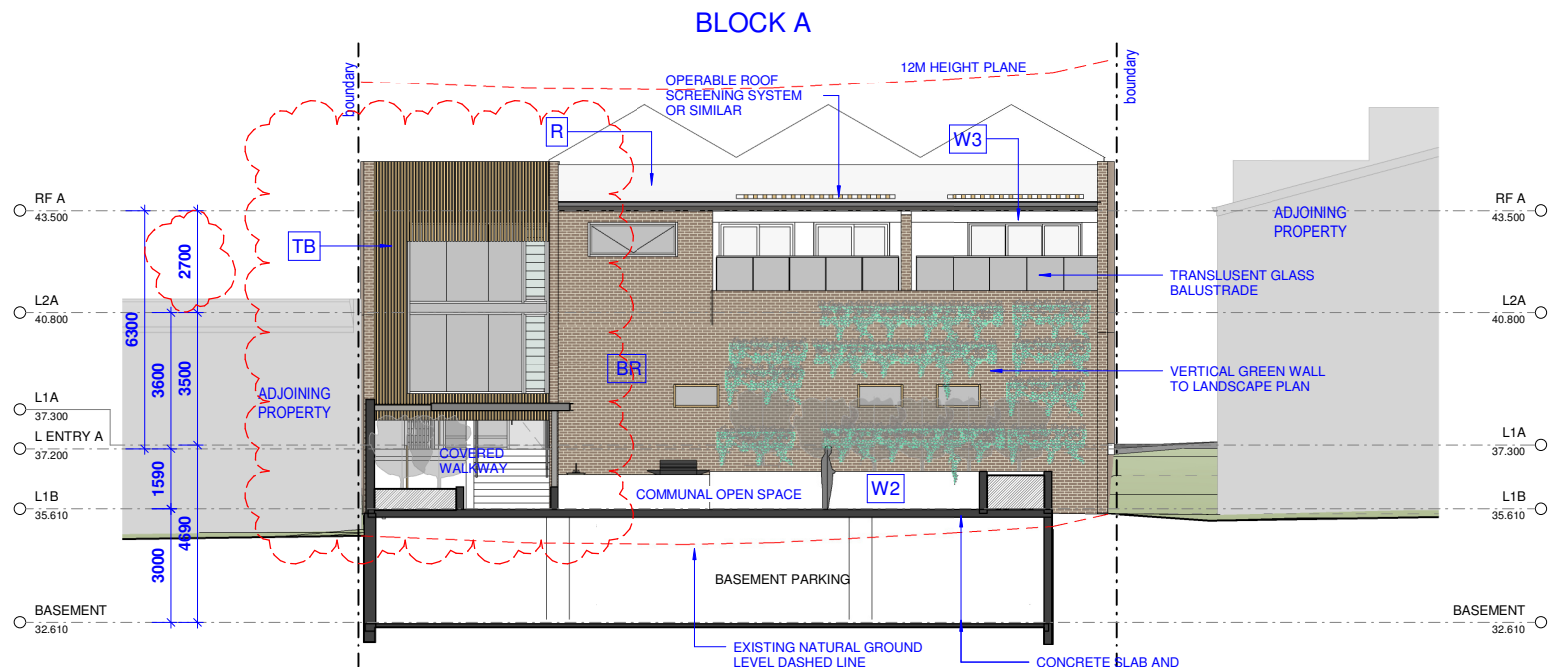 BLOCK A
boundary
12M HEIGHT PLANE
boundary
OPERABLE ROOF
SCREENING SYSTEM
OR SIMILAR
R
W3
RF A
43.500
RF A
43.500
ADJOINING
PROPERTY
TB
2700
TRANSLUSENT GLASS
BALUSTRADE
L2A
40.800
L2A
40.800
6300
3600
3500
BR
VERTICAL GREEN WALL
TO LANDSCAPE PLAN
ADJOINING
PROPERTY
L1A
37.300
L ENTRY A
37.200
L1A
37.300
COVERED
WALKWAY
1590
COMMUNAL OPEN SPACE
W2
L1B
35.610
L1B
35.610
4690
3000
BASEMENT PARKING
BASEMENT
32.610
BASEMENT
32.610
EXISTING NATURAL GROUND
LEVEL DASHED LINE
CONCRETE SLAB AND